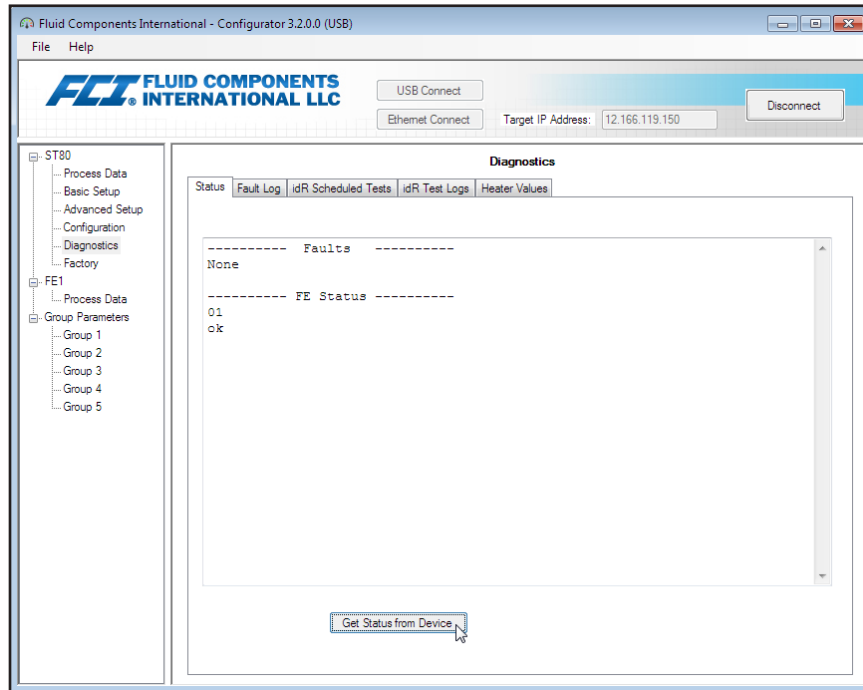 Fluid Components International - Configurator 3.2.0.0 (USB)
File Help
FCI ® FLUID COMPONENTS
INTERNATIONAL LLC
USB Connect
Ethernet Connect
Target IP Address: 12.166.119.150
Disconnect
ST80
Process Data
Basic Setup
Advanced Setup
Configuration
Diagnostics
Factory
FE1
Process Data
Group Parameters
Group 1
Group 2
Group 3
Group 4
Group 5
Diagnostics
Status Fault Log idR Scheduled Tests idR Test Logs Heater Values
---------- Faults ----------
None
---------- FE Status ----------
01
ok
Get Status from Device